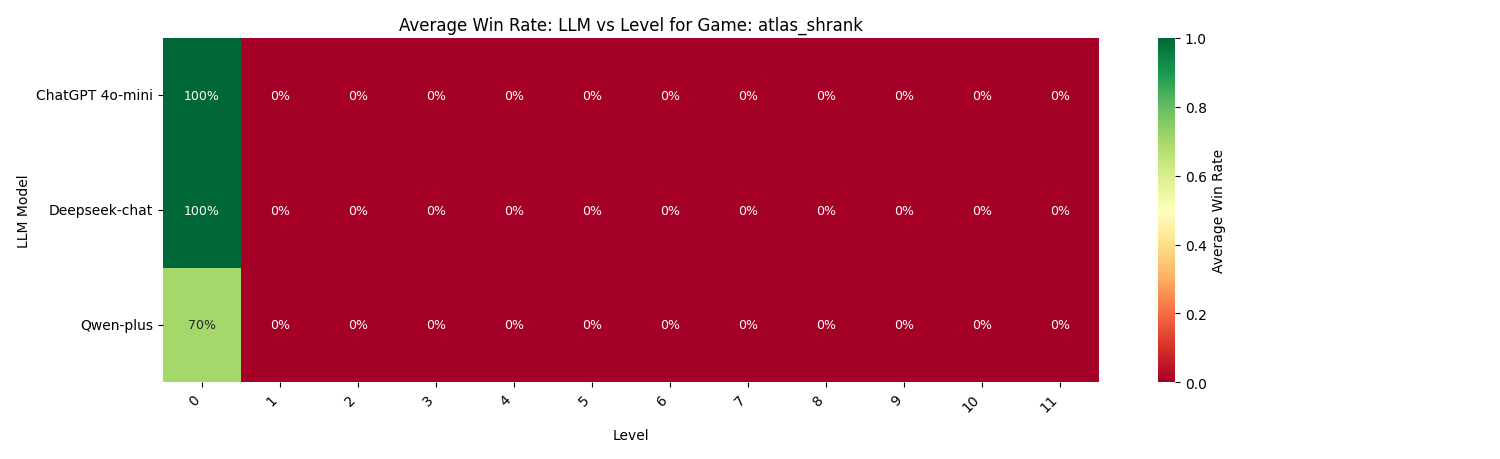 Average Win Rate: LLM vs Level for Game: atlas_shrank
LLM Model
ChatGPT 4o-mini 100% 0% 0% 0% 0% 0% 0% 0% 0% 0% 0% 0%
Deepseek-chat 100% 0% 0% 0% 0% 0% 0% 0% 0% 0% 0% 0%
Qwen-plus 70% 0% 0% 0% 0% 0% 0% 0% 0% 0% 0% 0%
0 1 2 3 4 5 6 7 8 9 10 11
Level
1.0
0.8
0.6
0.4
0.2
0.0
Average Win Rate